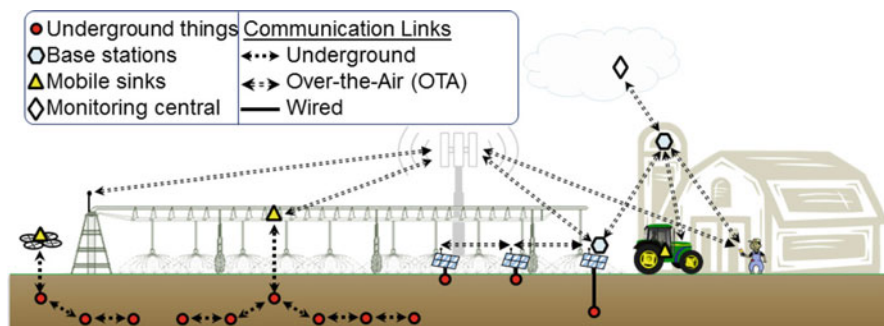 Underground things
Base stations
Mobile sinks
Monitoring central
Communication Links
Underground
Over-the-Air (OTA)
Wired